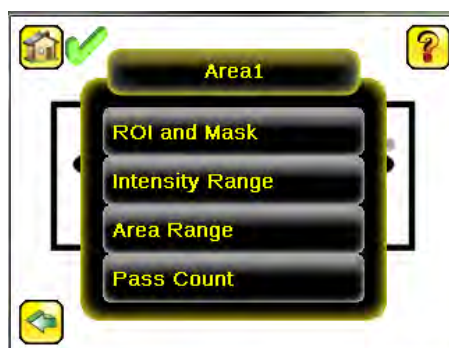 Area1
ROI and Mask
Intensity Range
Area Range
Pass Count
?